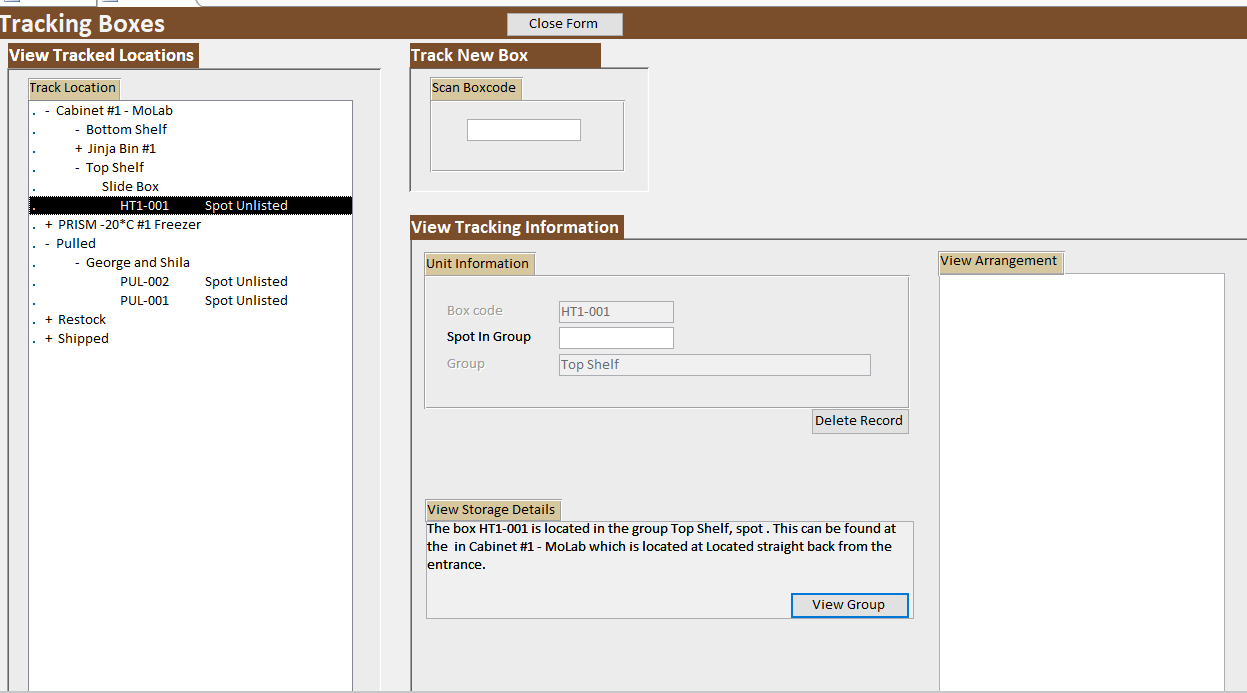 Tracking Boxes
Close Form
View Tracked Locations
Track Location
. - Cabinet #1 - MoLab
. - Bottom Shelf
. + Jinja Bin #1
. - Top Shelf
. Slide Box
. HT1-001 Spot Unlisted
. + PRISM -20*C #1 Freezer
. - Pulled
. - George and Shila
. PUL-002 Spot Unlisted
. PUL-001 Spot Unlisted
. + Restock
. + Shipped
Track New Box
Scan Boxcode
View Tracking Information
Unit Information
Box code HT1-001
Spot In Group
Group Top Shelf
Delete Record
View Storage Details
The box HT1-001 is located in the group Top Shelf, spot . This can be found at
the  in Cabinet #1 - MoLab which is located at Located straight back from the
entrance.
View Group
View Arrangement